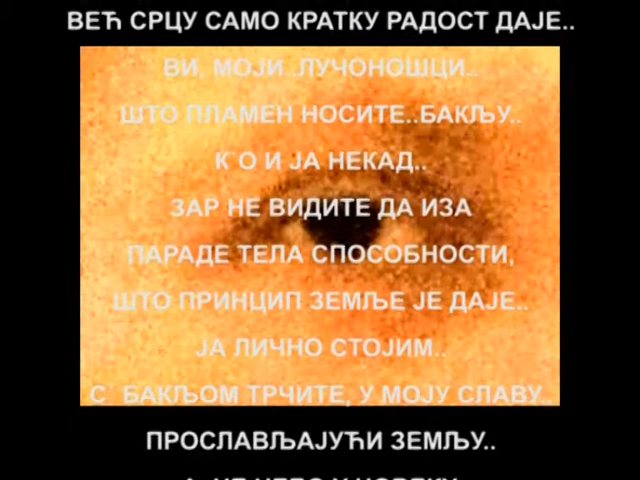 ВЕЋ СРЦУ САМО КРАТКУ РАДОСТ ДАЈЕ..
ВИ, МОЈИ..ЛУЧОНОШЦИ..
ШТО ПЛАМЕН НОСИТЕ..БАКЉУ..
К`О И ЈА НЕКАД..
ЗАР НЕ ВИДИТЕ ДА ИЗА
ПАРАДЕ ТЕЛА СПОСОБНОСТИ,
ШТО ПРИНЦИП ЗЕМЉЕ ЈЕ ДАЈЕ..
ЈА ЛИЧНО СТОЈИМ..
С` БАКЉОМ ТРЧИТЕ, У МОЈУ СЛАВУ..
ПРОСЛАВЉАЈУЋИ ЗЕМЉУ..